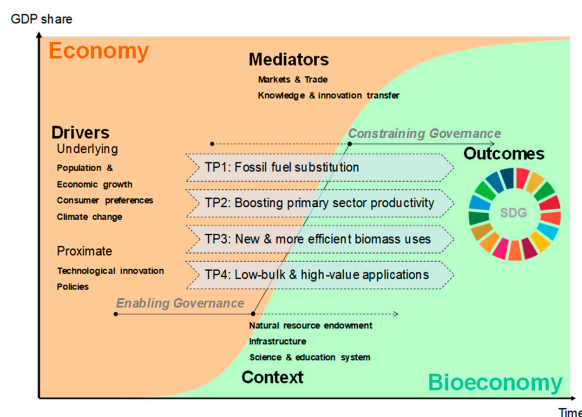 GDP share
Economy
Mediators
Markets & Trade
Knowledge & innovation transfer
Drivers
Underlying
Population &
Economic growth
Consumer preferences
Climate change
Proximate
Technological innovation
Policies
Constraining Governance
Outcomes
SDG
TP1: Fossil fuel substitution
TP2: Boosting primary sector productivity
TP3: New & more efficient biomass uses
TP4: Low-bulk & high-value applications
Enabling Governance
Natural resource endowment
Infrastructure
Science & education system
Context
Bioeconomy
Time